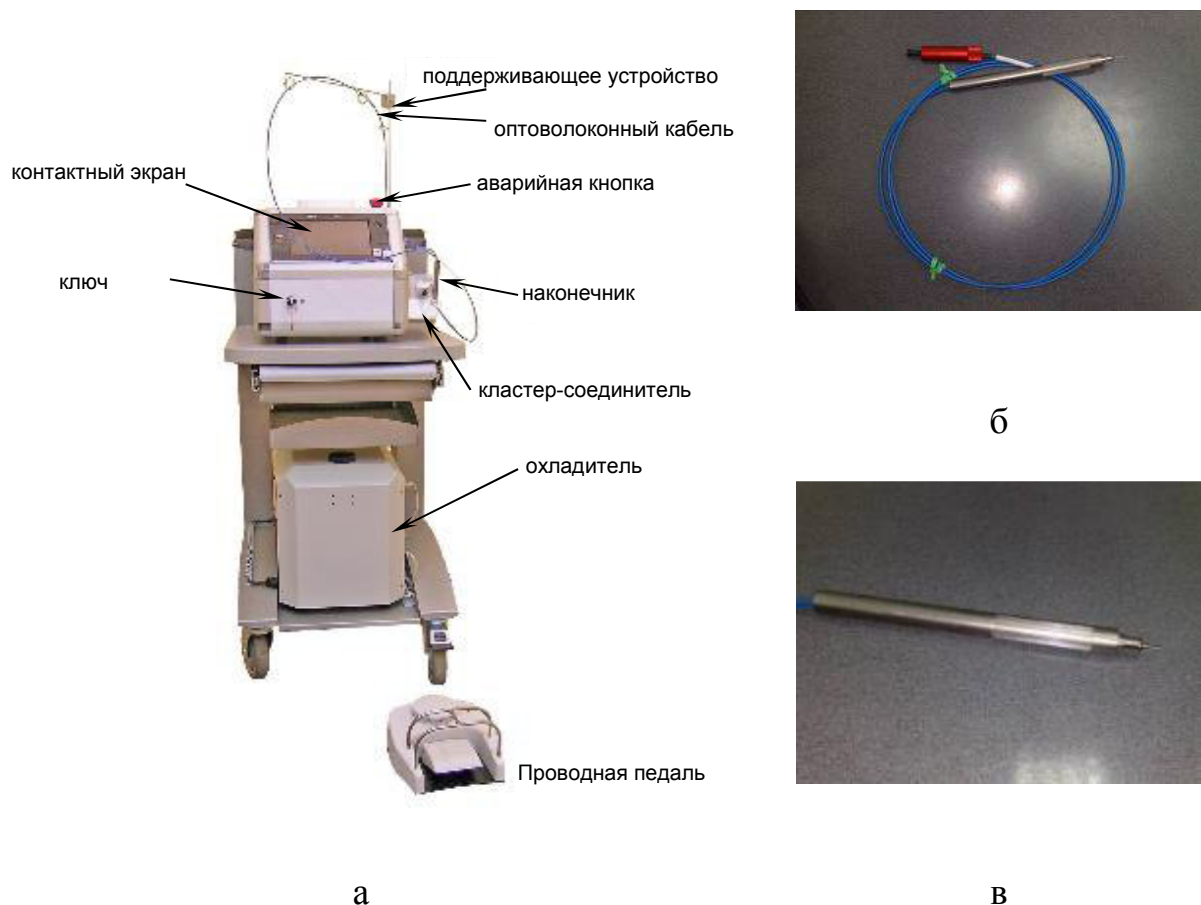 поддерживающее устройство
оптоволоконный кабель
контактный экран
аварийная кнопка
ключ
наконечник
кластер-соединитель
охладитель
Проводная педаль
а
б
в